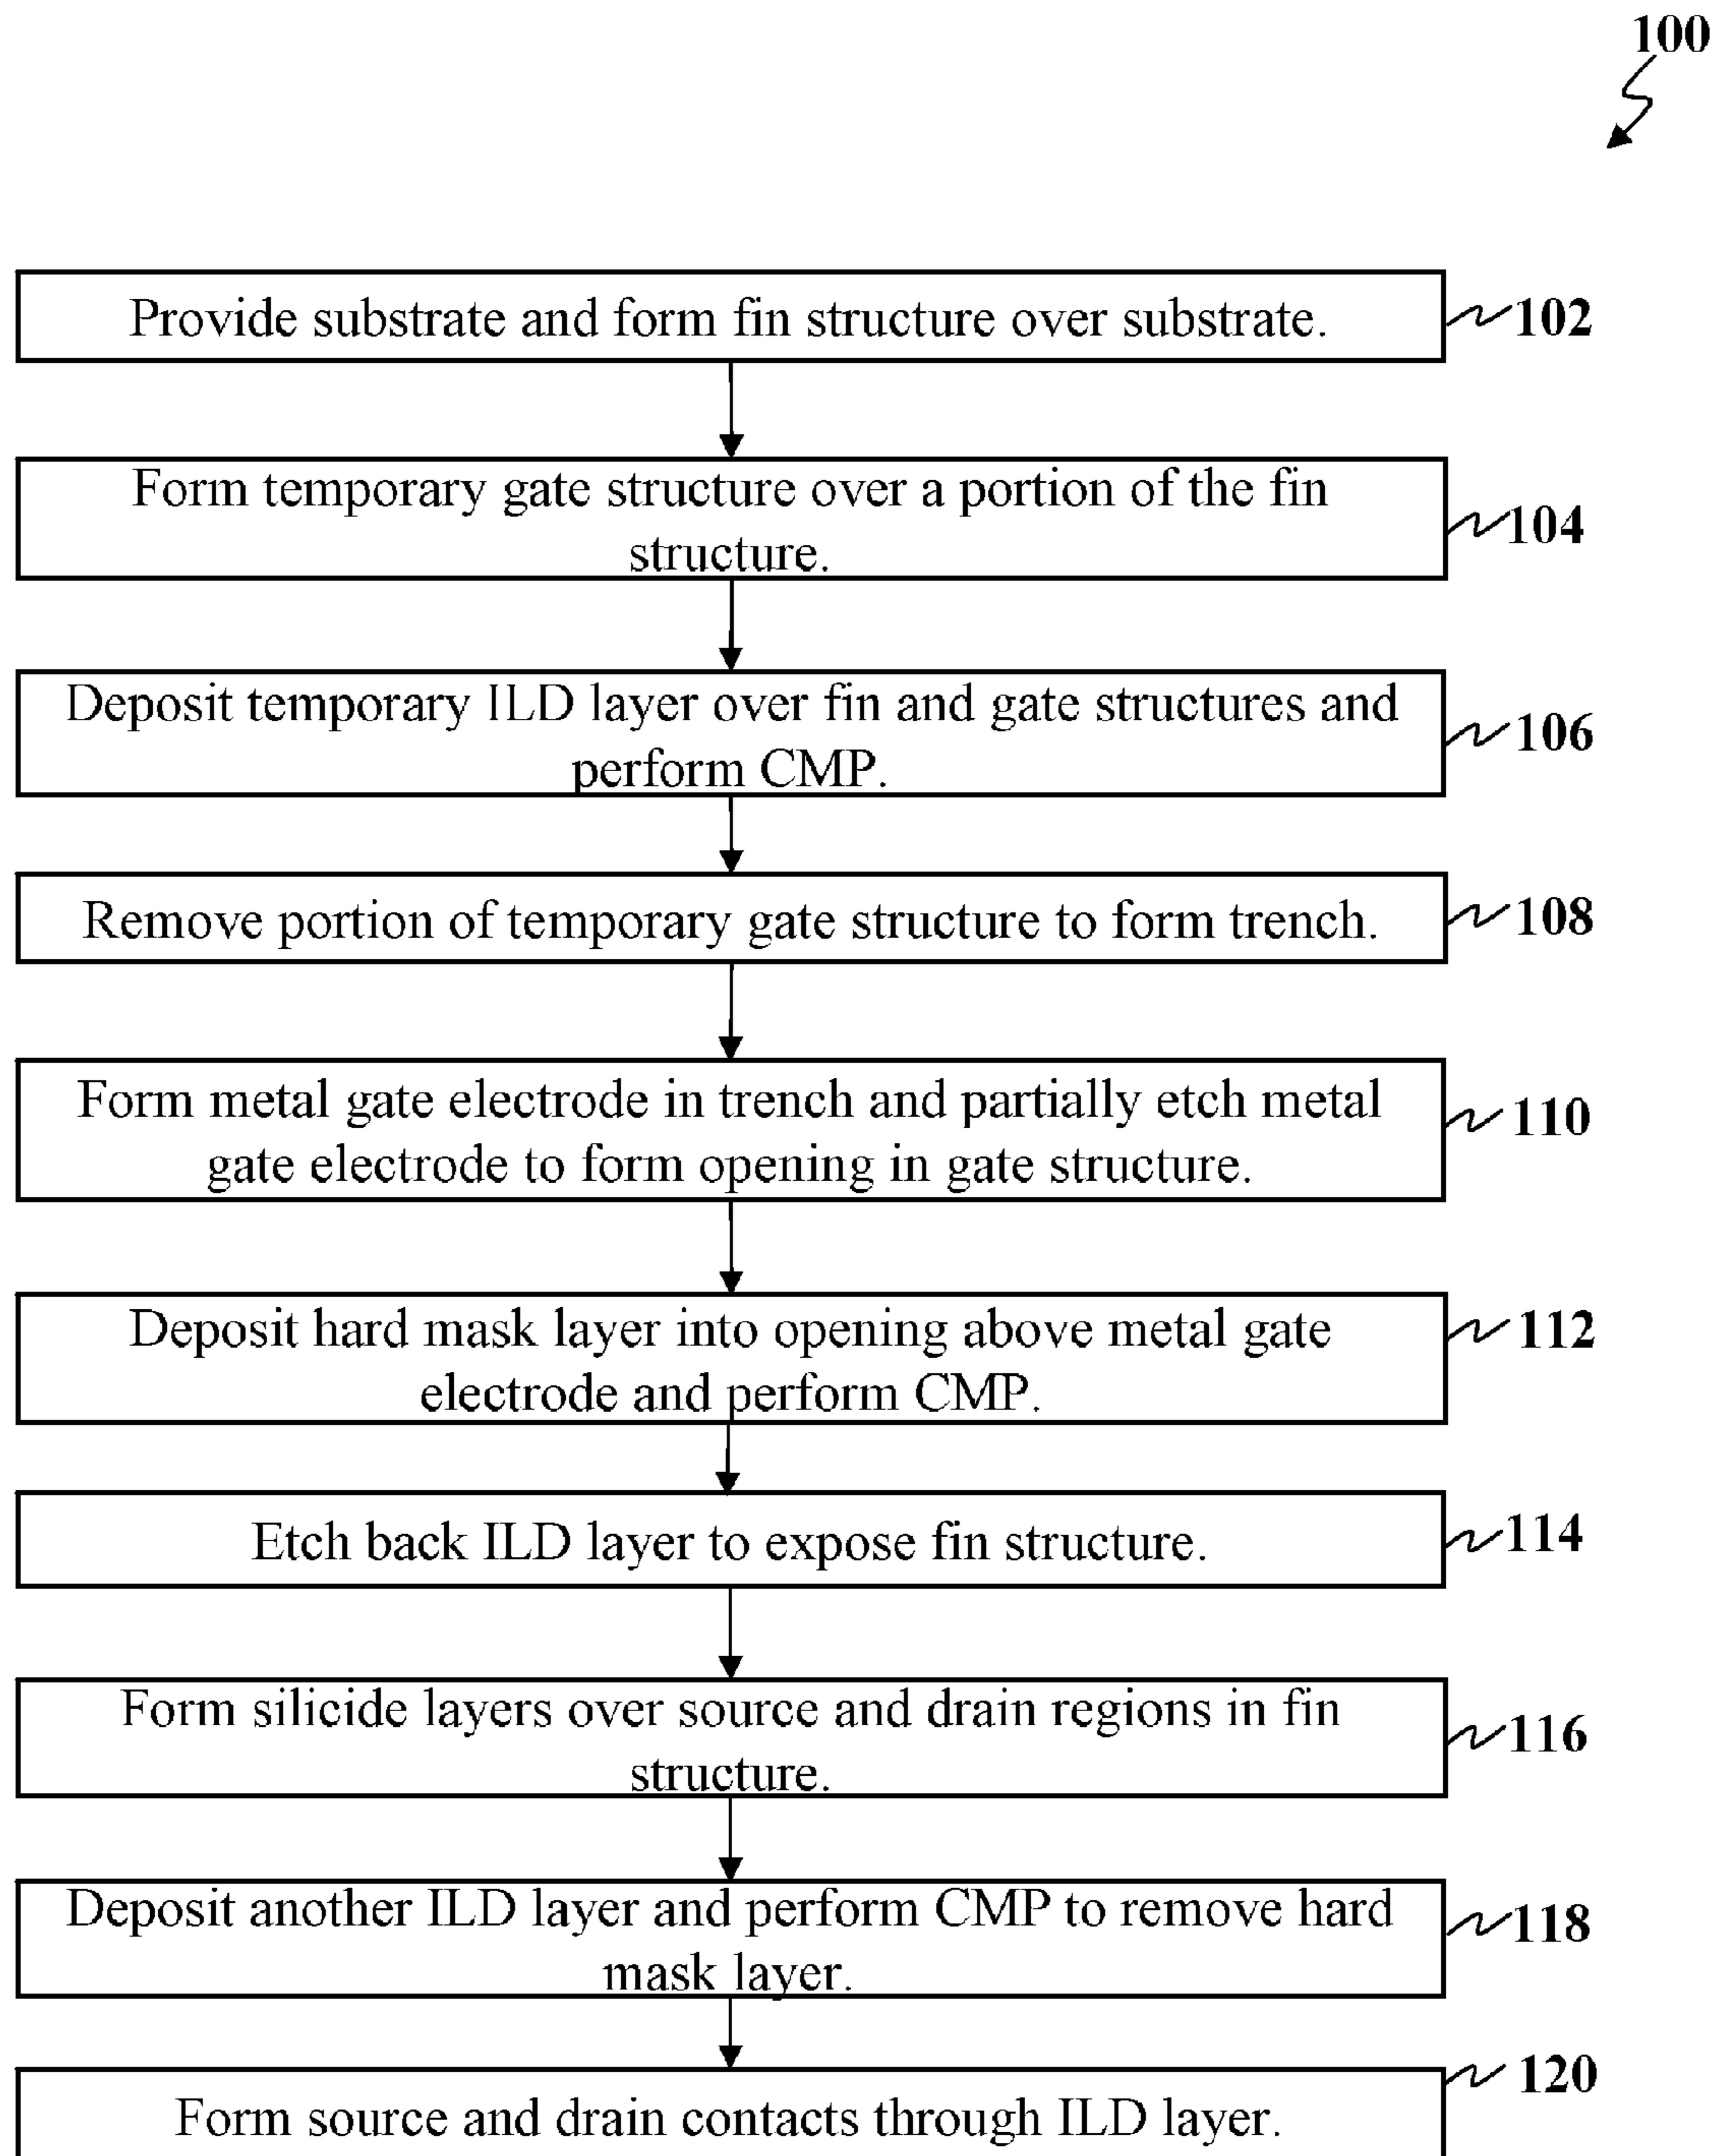 100
Provide substrate and form fin structure over substrate.
102
Form temporary gate structure over a portion of the fin
structure.
104
Deposit temporary ILD layer over fin and gate structures and
perform CMP.
106
Remove portion of temporary gate structure to form trench.
108
Form metal gate electrode in trench and partially etch metal
gate electrode to form opening in gate structure.
110
Deposit hard mask layer into opening above metal gate
electrode and perform CMP.
112
Etch back ILD layer to expose fin structure.
114
Form silicide layers over source and drain regions in fin
structure.
116
Deposit another ILD layer and perform CMP to remove hard
mask layer.
118
Form source and drain contacts through ILD layer.
120